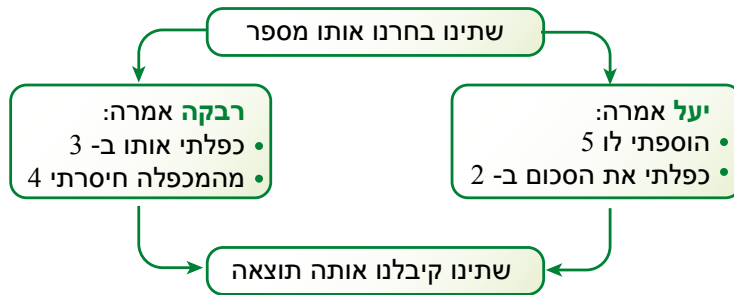 שתינו בחרנו אותו מספר
יעל אמרה:
• הוספתי לו 5
• כפלתי את הסכום ב- 2
רבקה אמרה:
• כפלתי אותו ב- 3
• מהמכפלה חיסרתי 4
שתינו קיבלנו אותה תוצאה